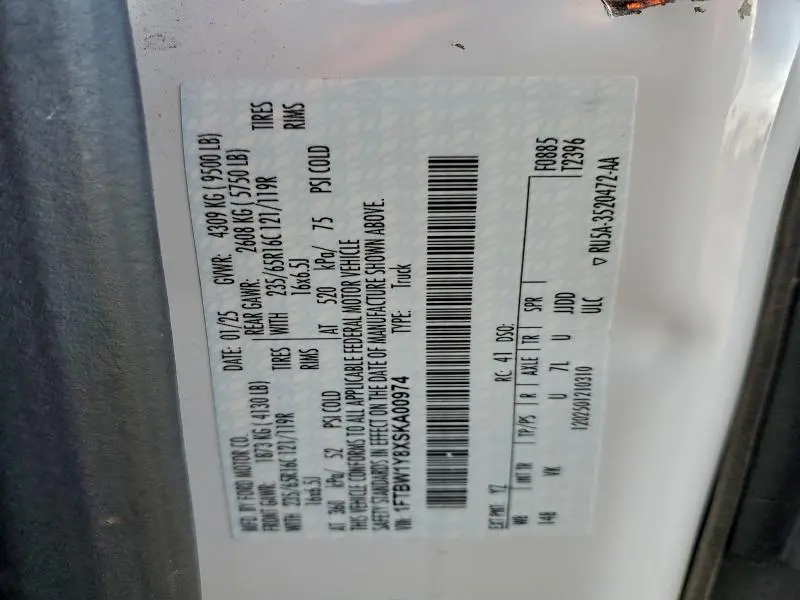 MFD. BY FORD MOTOR CO.
DATE: 01/25 GVWR: 4309 KG ( 9500 LB)
FRONT GAWR: 1873 KG ( 4130 LB) REAR GAWR: 2608 KG ( 5750 LB)
WITH 235/65R16C 121/119R TIRES WITH 235/65R16C 121/119R TIRES
16x6.5J RIMS 16x6.5J RIMS
AT 360 kPa/ 52 PSI COLD AT 520 kPa/ 75 PSI COLD
THIS VEHICLE CONFORMS TO ALL APPLICABLE FEDERAL MOTOR VEHICLE
SAFETY STANDARDS IN EFFECT ON THE DATE OF MANUFACTURE SHOWN ABOVE.
VIN: 1FTBW1Y8XSKA00974 TYPE: Truck
F0885
T2396
EXT PNT: YZ RC: 41 DSO:
WB INT TR TP/PS R AXLE TR SPR
148 VK U 7L U JJDD
120250121031O ULC
▽ RU5A-3520472-AA